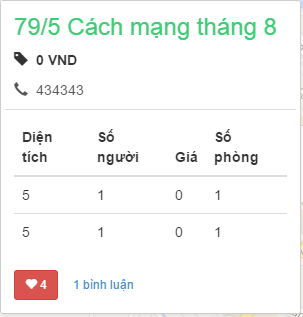 79/5 Cách mạng tháng 8
0 VND
434343
Diện tích Số người Giá Số phòng
5 1 0 1
5 1 0 1
4 1 bình luận